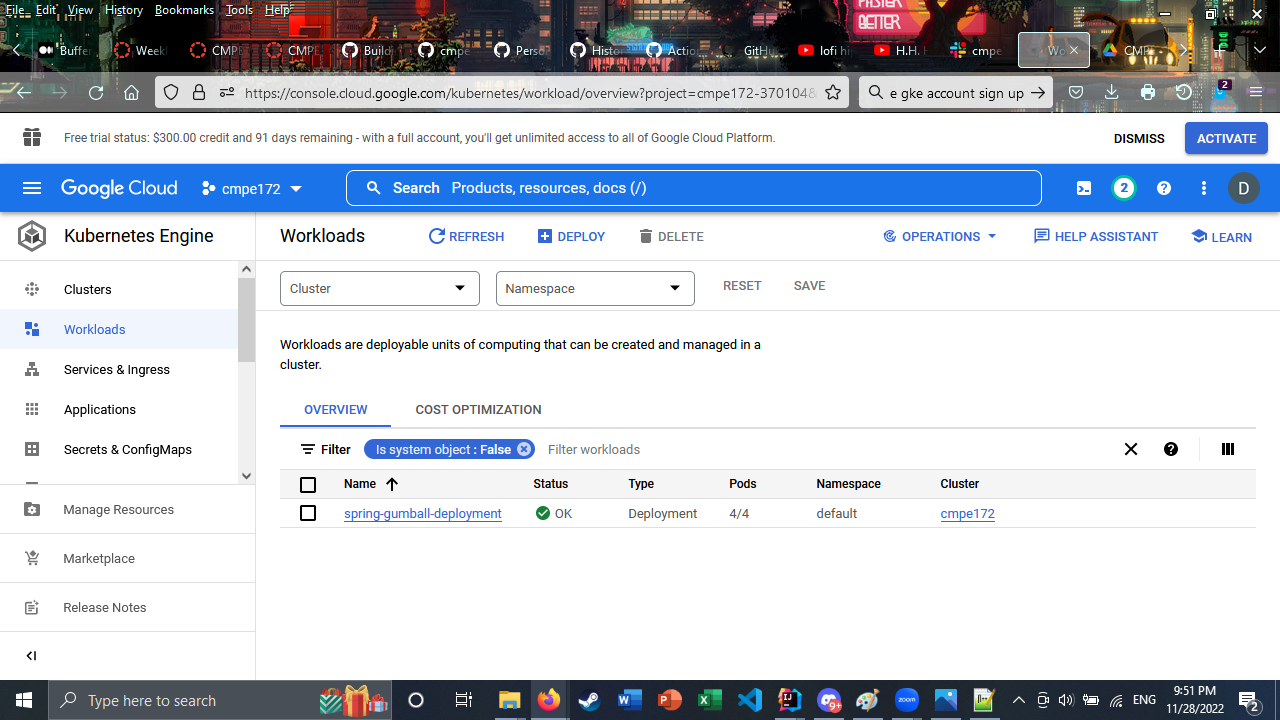 File Edit View History Bookmarks Tools Help
Buffer Week CMPE CMPE Build cmpe Perso Histor Action GitHu lofi hi H.H. cmpe Wo CMP
https://console.cloud.google.com/kubernetes/workload/overview?project=cmpe172-370104& e gke account sign up
2
Free trial status: $300.00 credit and 91 days remaining - with a full account, you'll get unlimited access to all of Google Cloud Platform. DISMISS ACTIVATE
Google Cloud cmpe172 Search Products, resources, docs (/) 2 D
Kubernetes Engine
Clusters
Workloads
Services & Ingress
Applications
Secrets & ConfigMaps
Manage Resources
Marketplace
Release Notes
Workloads REFRESH DEPLOY DELETE OPERATIONS HELP ASSISTANT LEARN
Cluster Namespace RESET SAVE
Workloads are deployable units of computing that can be created and managed in a
cluster.
OVERVIEW COST OPTIMIZATION
Filter Is system object : False Filter workloads
Name Status Type Pods Namespace Cluster
spring-gumball-deployment OK Deployment 4/4 default cmpe172
Type here to search ENG 9:51 PM
11/28/2022 2